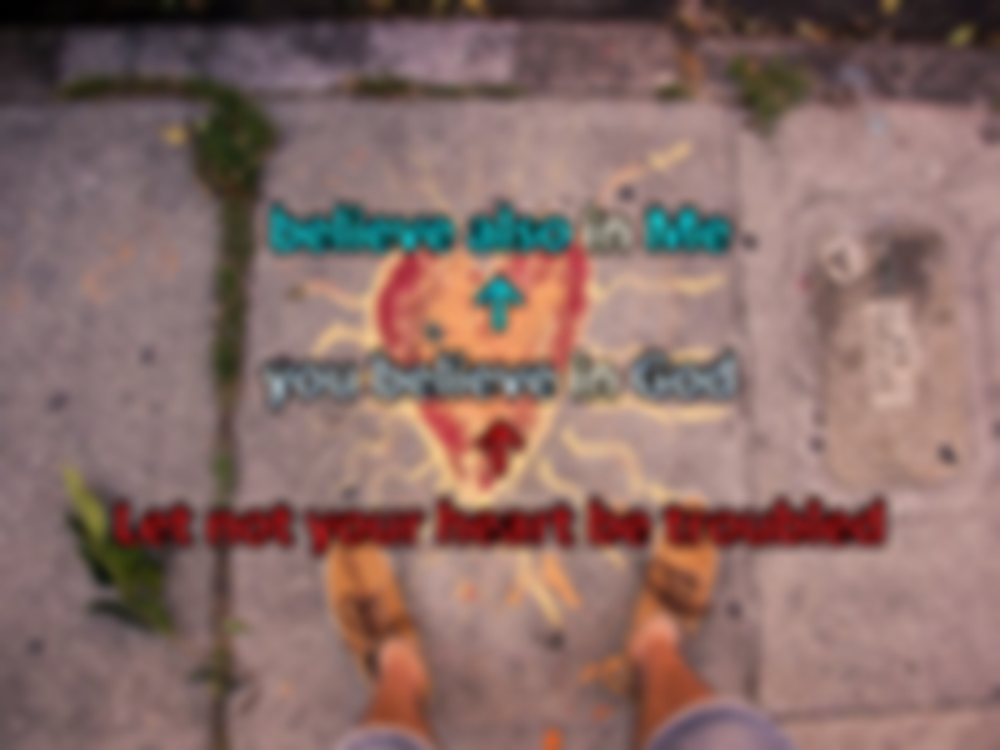 believe also in Me
you believe in God
Let not your heart be troubled